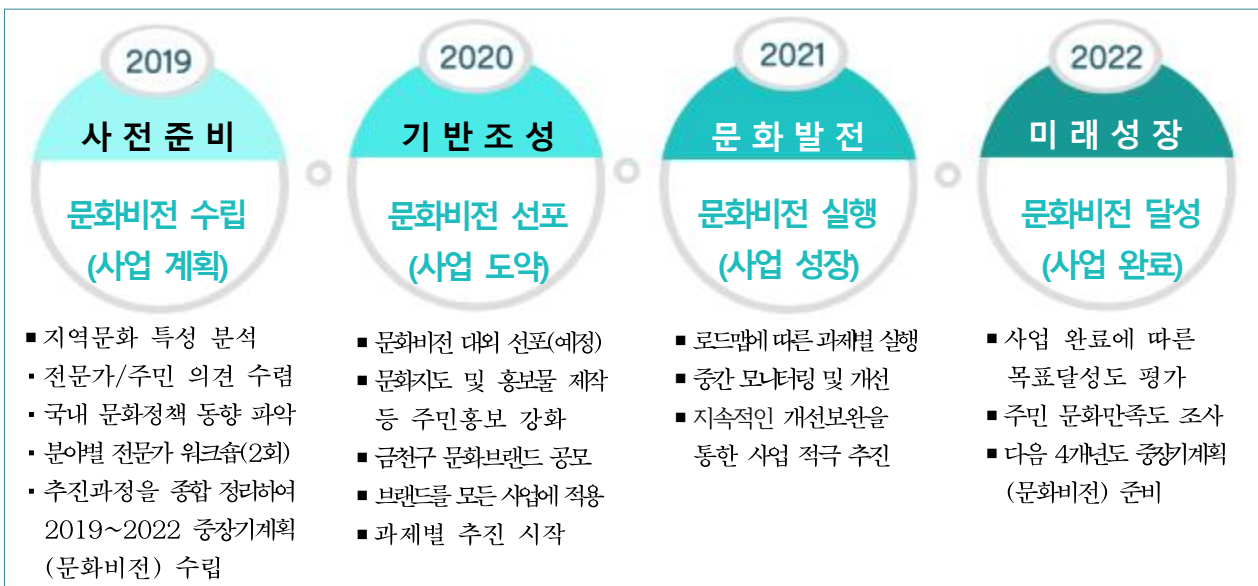 2019
사 전 준 비
문화비전 수립
(사업 계획)
▪ 지역문화 특성 분석
▪ 전문가/주민 의견 수렴
▪ 국내 문화정책 동향 파악
▪ 분야별 전문가 워크숍(2회)
▪ 추진과정을 종합 정리하여
2019~2022 중장기계획
(문화비전) 수립
2020
기 반 조 성
문화비전 선포
(사업 도약)
▪ 문화비전 대외 선포(예정)
▪ 문화지도 및 홍보물 제작
등 주민홍보 강화
▪ 금천구 문화브랜드 공모
▪ 브랜드를 모든 사업에 적용
▪ 과제별 추진 시작
2021
문 화 발 전
문화비전 실행
(사업 성장)
▪ 로드맵에 따른 과제별 실행
▪ 중간 모니터링 및 개선
▪ 지속적인 개선보완을
통한 사업 적극 추진
2022
미 래 성 장
문화비전 달성
(사업 완료)
▪ 사업 완료에 따른
목표달성도 평가
▪ 주민 문화만족도 조사
▪ 다음 4개년도 중장기계획
(문화비전) 준비